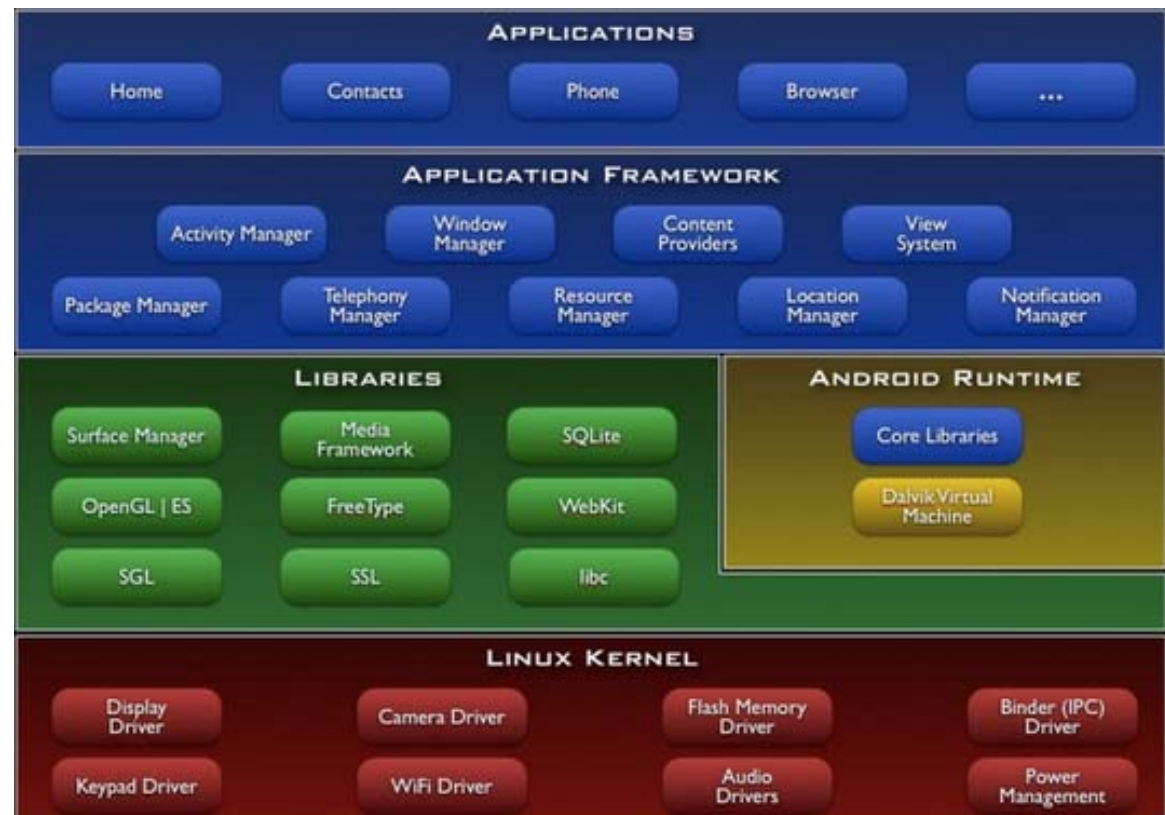 APPLICATIONS
Home
Contacts
Phone
Browser
...
APPLICATION FRAMEWORK
Activity Manager
Window
Manager
Content
Providers
View
System
Package Manager
Telephony
Manager
Resource
Manager
Location
Manager
Notification
Manager
LIBRARIES
Surface Manager
Media
Framework
SQLite
OpenGL | ES
FreeType
WebKit
SGL
SSL
libc
ANDROID RUNTIME
Core Libraries
Dalvik Virtual
Machine
LINUX KERNEL
Display
Driver
Camera Driver
Flash Memory
Driver
Binder (IPC)
Driver
Keypad Driver
WiFi Driver
Audio
Drivers
Power
Management